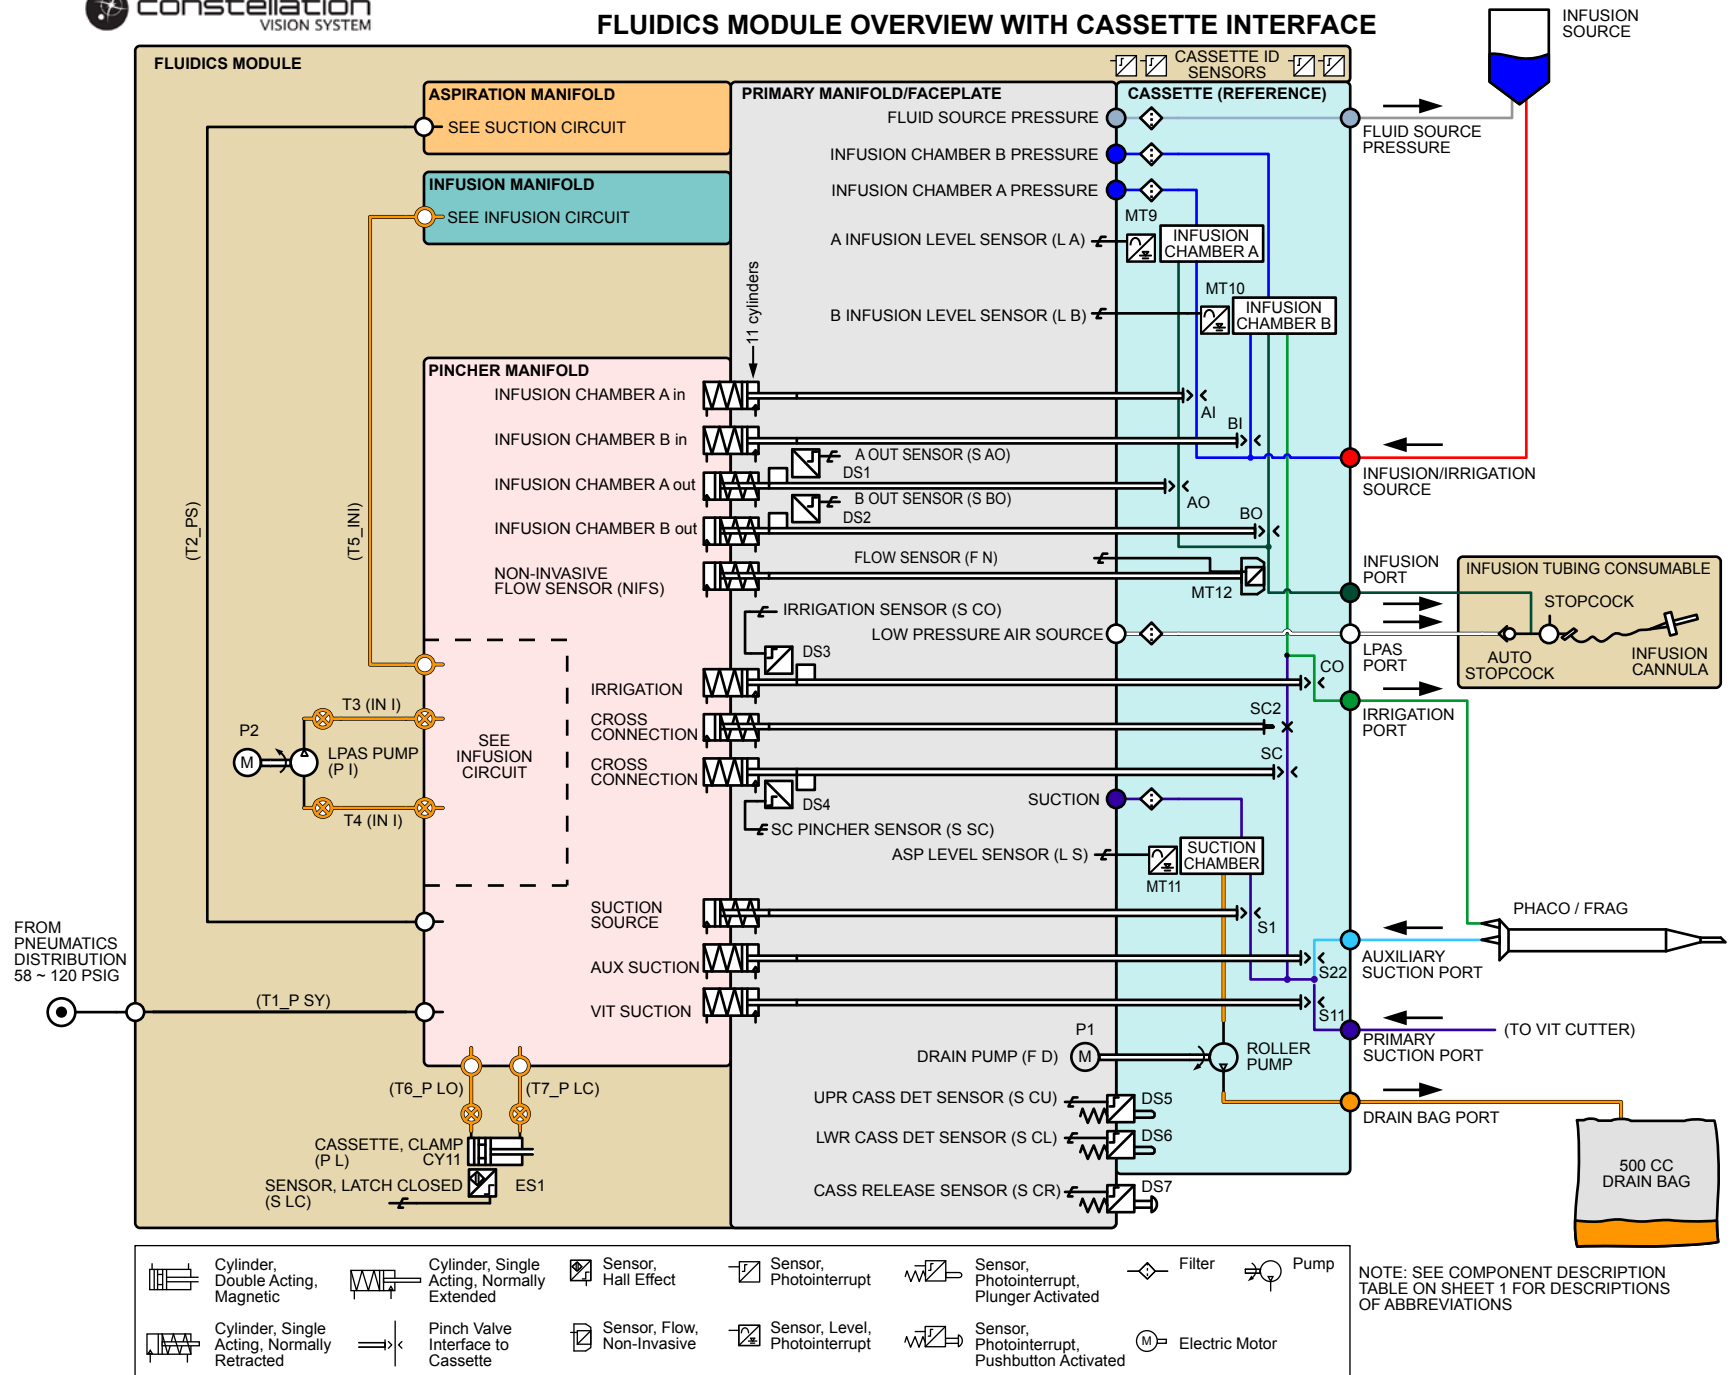 constellation
VISION SYSTEM
FLUIDICS MODULE OVERVIEW WITH CASSETTE INTERFACE
INFUSION
SOURCE
FLUIDICS MODULE
CASSETTE ID
SENSORS
ASPIRATION MANIFOLD
SEE SUCTION CIRCUIT
PRIMARY MANIFOLD/FACEPLATE
CASSETTE (REFERENCE)
FLUID SOURCE PRESSURE
FLUID SOURCE
PRESSURE
INFUSION CHAMBER B PRESSURE
INFUSION MANIFOLD
SEE INFUSION CIRCUIT
INFUSION CHAMBER A PRESSURE
MT9
A INFUSION LEVEL SENSOR (L A)
INFUSION
CHAMBER A
11 cylinders
MT10
B INFUSION LEVEL SENSOR (L B)
INFUSION
CHAMBER B
PINCHER MANIFOLD
INFUSION CHAMBER A in
AI
INFUSION CHAMBER B in
BI
A OUT SENSOR (S AO)
DS1
INFUSION/IRRIGATION
SOURCE
INFUSION CHAMBER A out
AO
B OUT SENSOR (S BO)
DS2
BO
INFUSION CHAMBER B out
(T2_PS)
(T5_INI)
FLOW SENSOR (F N)
NON-INVASIVE
FLOW SENSOR (NIFS)
MT12
INFUSION
PORT
INFUSION TUBING CONSUMABLE
STOPCOCK
AUTO
STOPCOCK
INFUSION
CANNULA
IRRIGATION SENSOR (S CO)
LOW PRESSURE AIR SOURCE
LPAS
PORT
DS3
CO
IRRIGATION
IRRIGATION
PORT
T3 (IN I)
P2
M
LPAS PUMP
(P I)
T4 (IN I)
SEE
INFUSION
CIRCUIT
CROSS
CONNECTION
SC2
CROSS
CONNECTION
SC
DS4
SUCTION
SC PINCHER SENSOR (S SC)
ASP LEVEL SENSOR (L S)
SUCTION
CHAMBER
MT11
SUCTION
SOURCE
S1
PHACO / FRAG
FROM
PNEUMATICS
DISTRIBUTION
58 ~ 120 PSIG
AUX SUCTION
S22
AUXILIARY
SUCTION PORT
(T1_P SY)
VIT SUCTION
S11
PRIMARY
SUCTION PORT
(TO VIT CUTTER)
P1
DRAIN PUMP (F D)
M
ROLLER
PUMP
(T6_P LO)
(T7_P LC)
UPR CASS DET SENSOR (S CU)
DS5
DRAIN BAG PORT
LWR CASS DET SENSOR (S CL)
DS6
CASSETTE, CLAMP
(P L)
CY11
SENSOR, LATCH CLOSED
(S LC)
ES1
CASS RELEASE SENSOR (S CR)
DS7
500 CC
DRAIN BAG
Cylinder,
Double Acting,
Magnetic
Cylinder, Single
Acting, Normally
Extended
Sensor,
Hall Effect
Sensor,
Photointerrupt
Sensor,
Photointerrupt,
Plunger Activated
Filter
Pump
NOTE: SEE COMPONENT DESCRIPTION
TABLE ON SHEET 1 FOR DESCRIPTIONS
OF ABBREVIATIONS
Cylinder, Single
Acting, Normally
Retracted
Pinch Valve
Interface to
Cassette
Sensor, Flow,
Non-Invasive
Sensor, Level,
Photointerrupt
Sensor,
Photointerrupt,
Pushbutton Activated
M
Electric Motor